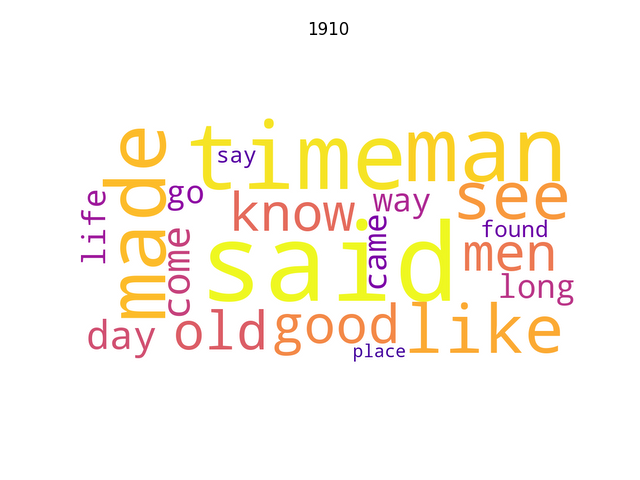 1910
time
man
made
say
go
see
life
know
way
came
found
come
said
men
long
day
old
good
like
place